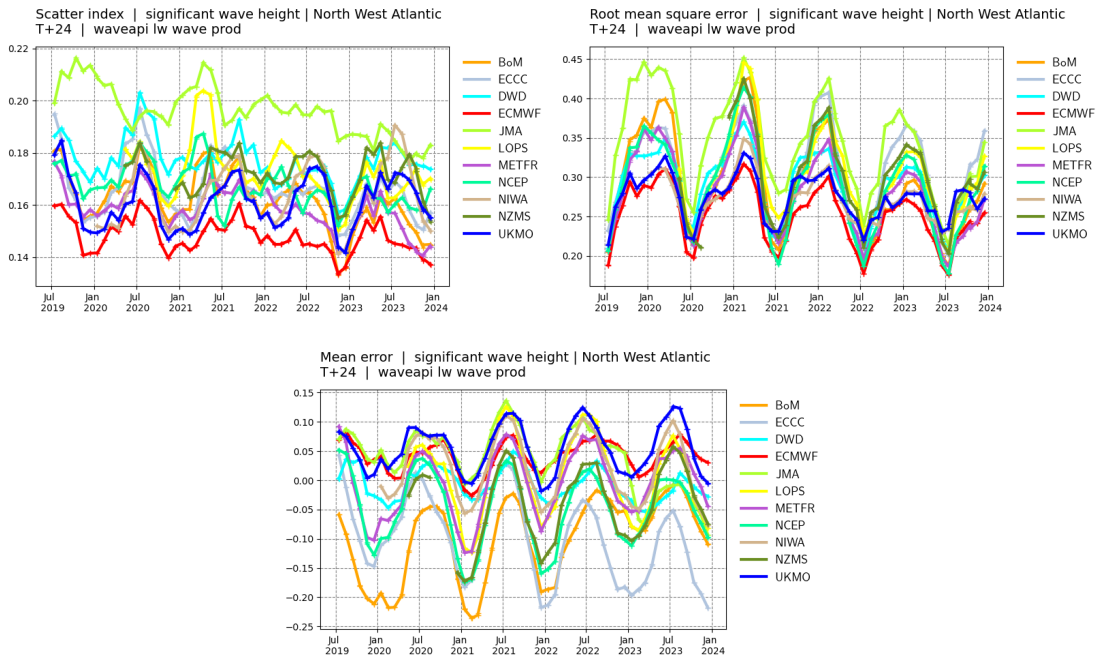 Scatter index | significant wave height | North West Atlantic
T+24 | waveapi lw wave prod
0.22
0.20
0.18
0.16
0.14
Jul 2019
Jan 2020
Jul 2020
Jan 2021
Jul 2021
Jan 2022
Jul 2022
Jan 2023
Jul 2023
Jan 2024
BoM
ECCC
DWD
ECMWF
JMA
LOPS
METFR
NCEP
NIWA
NZMS
UKMO
Root mean square error | significant wave height | North West Atlantic
T+24 | waveapi lw wave prod
0.45
0.40
0.35
0.30
0.25
0.20
Jul 2019
Jan 2020
Jul 2020
Jan 2021
Jul 2021
Jan 2022
Jul 2022
Jan 2023
Jul 2023
Jan 2024
BoM
ECCC
DWD
ECMWF
JMA
LOPS
METFR
NCEP
NIWA
NZMS
UKMO
Mean error | significant wave height | North West Atlantic
T+24 | waveapi lw wave prod
0.15
0.10
0.05
0.00
−0.05
−0.10
−0.15
−0.20
−0.25
Jul 2019
Jan 2020
Jul 2020
Jan 2021
Jul 2021
Jan 2022
Jul 2022
Jan 2023
Jul 2023
Jan 2024
BoM
ECCC
DWD
ECMWF
JMA
LOPS
METFR
NCEP
NIWA
NZMS
UKMO